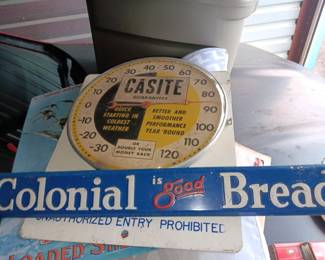 -30 -20 -10 0 10 20 30 40 50 60 70 80 90 100 110 120
CASITE
GUARANTEES
QUICK STARTING IN COLDEST WEATHER
BETTER AND SMOOTHER PERFORMANCE YEAR 'ROUND
OR
DOUBLE YOUR
MONEY BACK
Colonial is good Bread
UNAUTHORIZED ENTRY PROHIBITED
LOADED